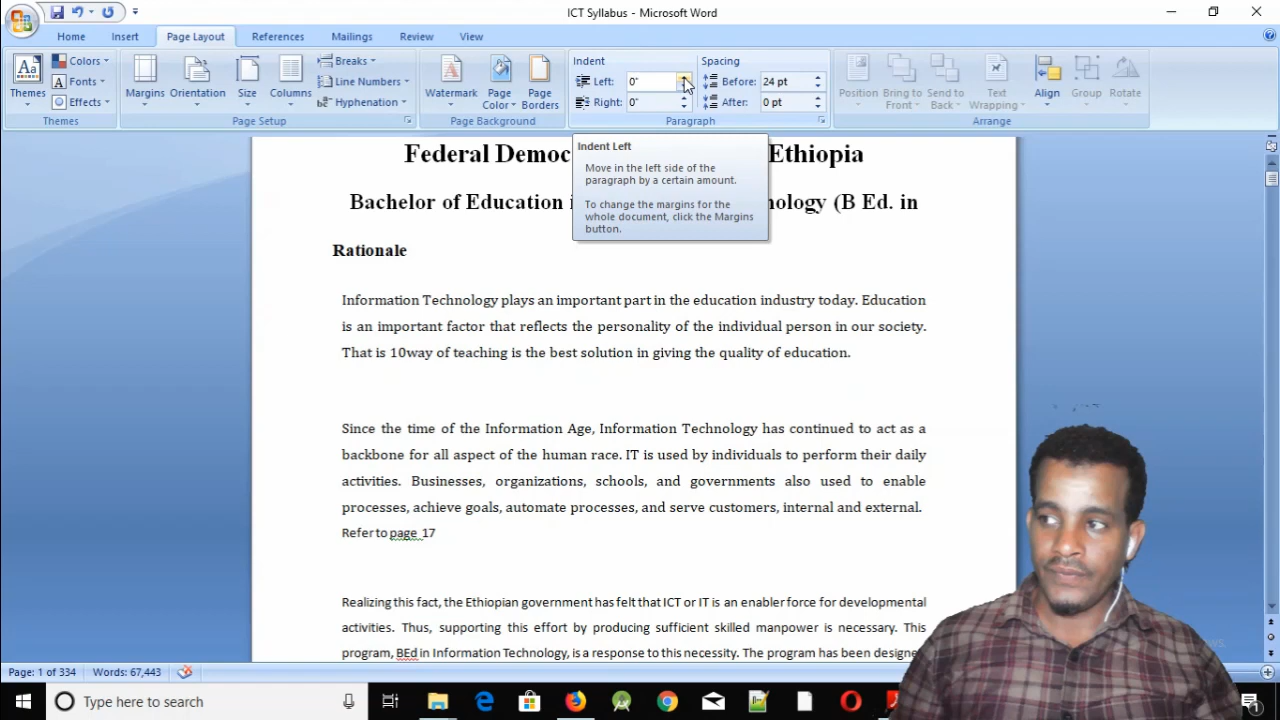 ICT Syllabus - Microsoft Word
Home Insert Page Layout References Mailings Review View
Themes
Colors
Fonts
Effects
Themes
Margins
Orientation
Size
Columns
Breaks
Line Numbers
Hyphenation
Page Setup
Watermark
Page Color
Page Borders
Page Background
Indent
Left: 0"
Right: 0"
Spacing
Before: 24 pt
After: 0 pt
Paragraph
Position
Bring to Front
Send to Back
Text Wrapping
Align
Group
Rotate
Arrange
Indent Left
Move in the left side of the
paragraph by a certain amount.
To change the margins for the
whole document, click the Margins
button.
Federal Democ Ethiopia
Bachelor of Education i nology (B Ed. in
Rationale
Information Technology plays an important part in the education industry today. Education
is an important factor that reflects the personality of the individual person in our society.
That is 10way of teaching is the best solution in giving the quality of education.
Since the time of the Information Age, Information Technology has continued to act as a
backbone for all aspect of the human race. IT is used by individuals to perform their daily
activities. Businesses, organizations, schools, and governments also used to enable
processes, achieve goals, automate processes, and serve customers, internal and external.
Refer to page 17
Realizing this fact, the Ethiopian government has felt that ICT or IT is an enabler force for developmental
activities. Thus, supporting this effort by producing sufficient skilled manpower is necessary. This
program, BEd in Information Technology, is a response to this necessity. The program has been designe
Page: 1 of 334 Words: 67,443
Type here to search